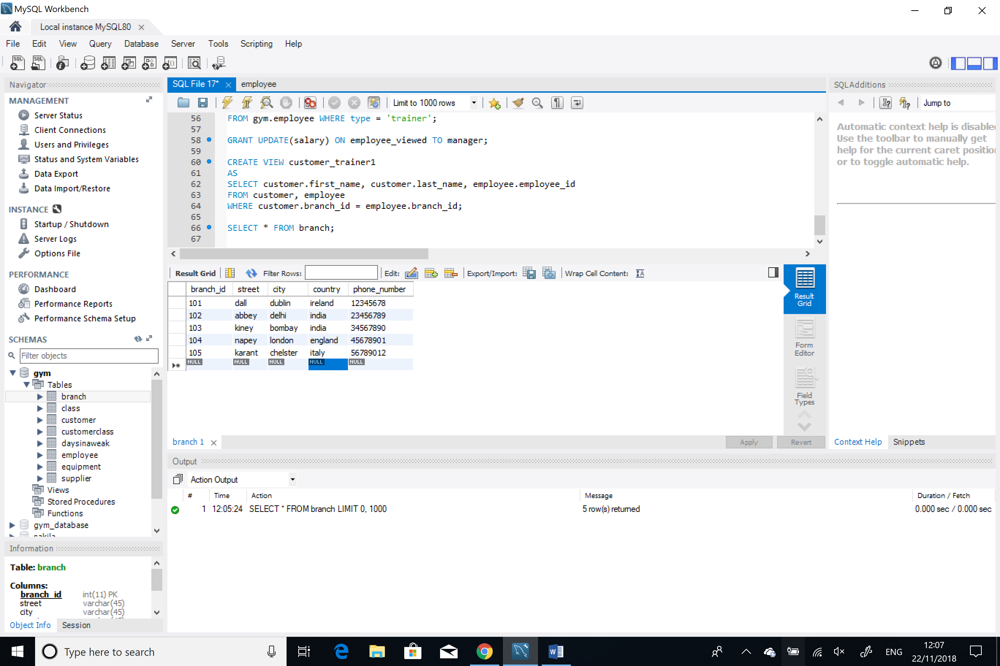 MySQL Workbench
Local instance MySQL80
File Edit View Query Database Server Tools Scripting Help
Navigator
MANAGEMENT
Server Status
Client Connections
Users and Privileges
Status and System Variables
Data Export
Data Import/Restore
INSTANCE
Startup / Shutdown
Server Logs
Options File
PERFORMANCE
Dashboard
Performance Reports
Performance Schema Setup
SCHEMAS
Filter objects
gym
Tables
branch
class
customer
customerclass
daysinaweak
employee
equipment
supplier
Views
Stored Procedures
Functions
gym_database
sakila
Information
Table: branch
Columns:
branch_id int(11) PK
street varchar(45)
city varchar(45)
Object Info Session
SQL File 17* employee
Limit to 1000 rows
56 FROM gym.employee WHERE type = 'trainer';
57
58 GRANT UPDATE(salary) ON employee_viewed TO manager;
59
60 CREATE VIEW customer_trainer1
61 AS
62 SELECT customer.first_name, customer.last_name, employee.employee_id
63 FROM customer, employee
64 WHERE customer.branch_id = employee.branch_id;
65
66 SELECT * FROM branch;
67
Result Grid Filter Rows: Edit: Export/Import: Wrap Cell Content:
branch_id street city country phone_number
101 dall dublin ireland 12345678
102 abbey delhi india 23456789
103 kiney bombay india 34567890
104 napey london england 45678901
105 karant chelster italy 56789012
NULL NULL NULL NULL NULL
Result
Grid
Form
Editor
Field
Types
branch 1 Apply Revert
SQLAdditions
Jump to
Automatic context help is disabled
Use the toolbar to manually get
help for the current caret position
or to toggle automatic help.
Context Help Snippets
Output
Action Output
# Time Action Message Duration / Fetch
1 12:05:24 SELECT * FROM branch LIMIT 0, 1000 5 row(s) returned 0.000 sec / 0.000 sec
Type here to search
ENG
12:07
22/11/2018